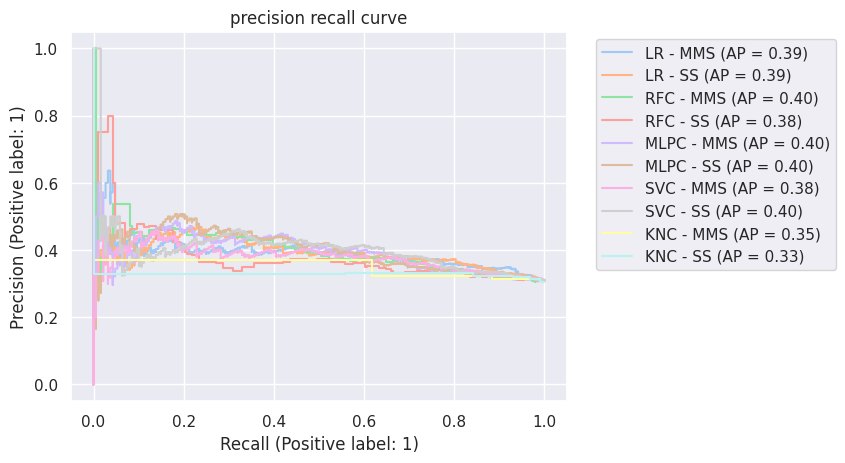 precision recall curve
1.0
0.8
0.6
0.4
0.2
0.0
Precision (Positive label: 1)
0.0 0.2 0.4 0.6 0.8 1.0
Recall (Positive label: 1)
LR - MMS (AP = 0.39)
LR - SS (AP = 0.39)
RFC - MMS (AP = 0.40)
RFC - SS (AP = 0.38)
MLPC - MMS (AP = 0.40)
MLPC - SS (AP = 0.40)
SVC - MMS (AP = 0.38)
SVC - SS (AP = 0.40)
KNC - MMS (AP = 0.35)
KNC - SS (AP = 0.33)